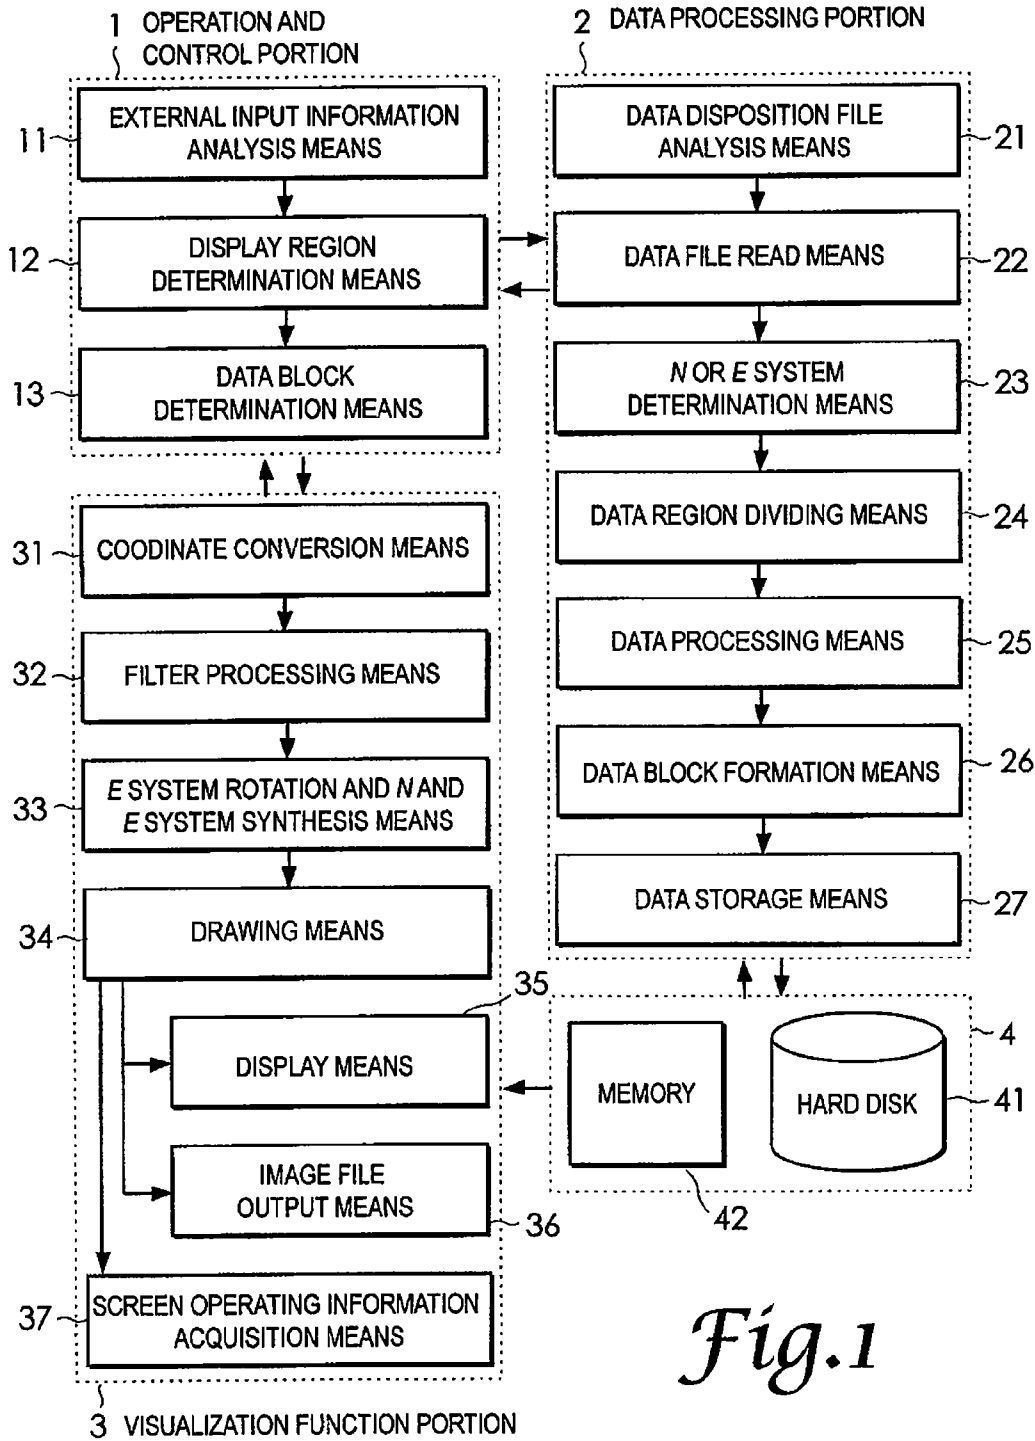 1 OPERATION AND
CONTROL PORTION
11
EXTERNAL INPUT INFORMATION
ANALYSIS MEANS
12
DISPLAY REGION
DETERMINATION MEANS
13
DATA BLOCK
DETERMINATION MEANS
2 DATA PROCESSING PORTION
DATA DISPOSITION FILE
ANALYSIS MEANS
21
DATA FILE READ MEANS
22
N OR E SYSTEM
DETERMINATION MEANS
23
DATA REGION DIVIDING MEANS
24
DATA PROCESSING MEANS
25
DATA BLOCK FORMATION MEANS
26
DATA STORAGE MEANS
27
31
COODINATE CONVERSION MEANS
32
FILTER PROCESSING MEANS
33
E SYSTEM ROTATION AND N AND
E SYSTEM SYNTHESIS MEANS
34
DRAWING MEANS
35
DISPLAY MEANS
IMAGE FILE
OUTPUT MEANS
36
37
SCREEN OPERATING INFORMATION
ACQUISITION MEANS
3 VISUALIZATION FUNCTION PORTION
4
MEMORY
42
HARD DISK
41
Fig.1